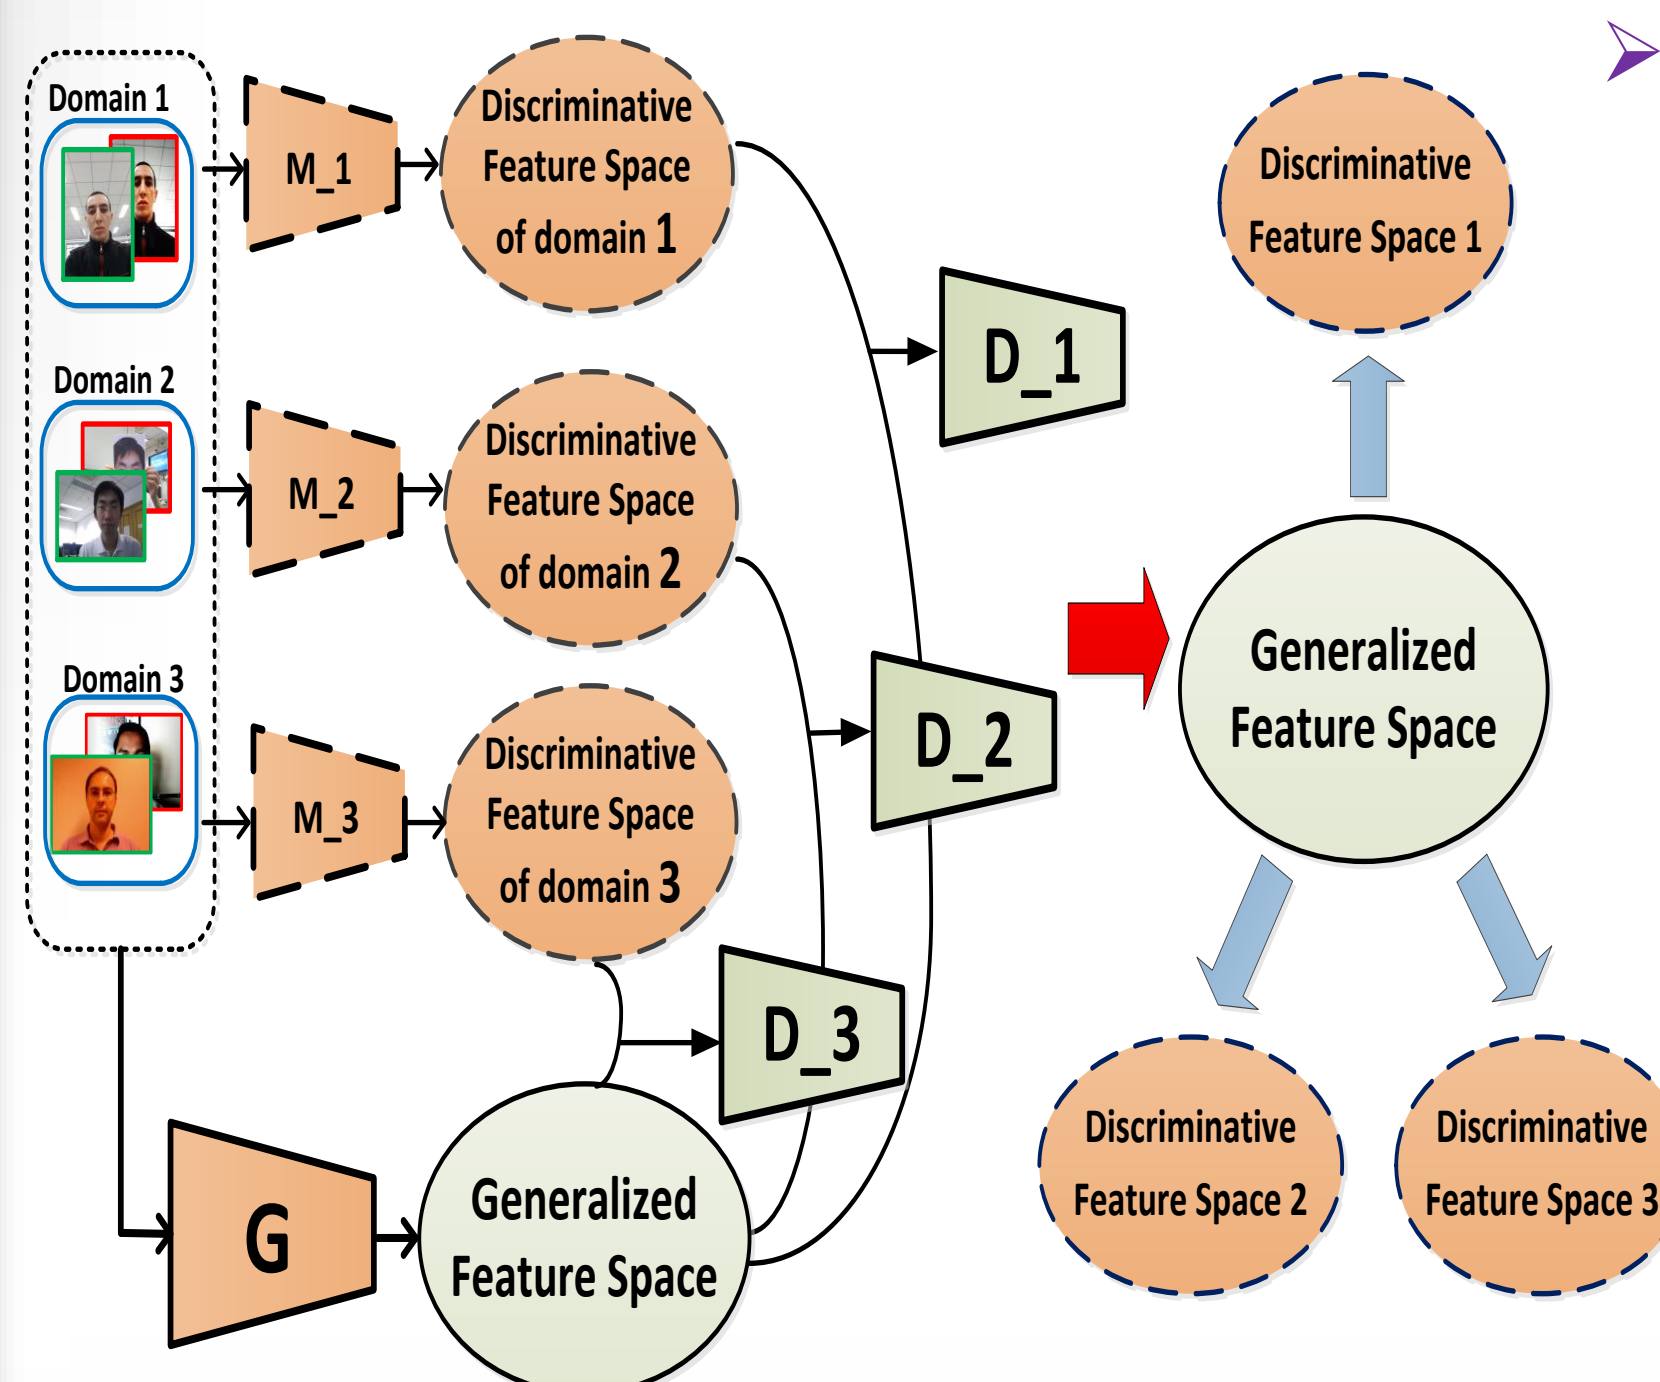 Domain 1
M_1
Discriminative
Feature Space
of domain 1
Domain 2
M_2
Discriminative
Feature Space
of domain 2
Domain 3
M_3
Discriminative
Feature Space
of domain 3
G
Generalized
Feature Space
D_1
D_2
D_3
Discriminative
Feature Space 1
Generalized
Feature Space
Discriminative
Feature Space 2
Discriminative
Feature Space 3